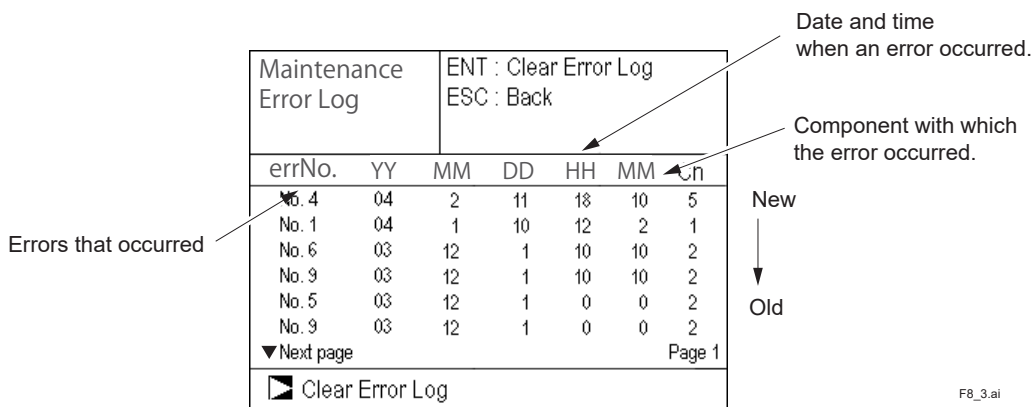 Date and time
when an error occurred.
Maintenance
Error Log
ENT : Clear Error Log
ESC : Back
Component with which
the error occurred.
errNo. YY MM DD HH MM Cn
No. 4 04 2 11 18 10 5
No. 1 04 1 10 12 2 1
No. 6 03 12 1 10 10 2
No. 9 03 12 1 10 10 2
No. 5 03 12 1 0 0 2
No. 9 03 12 1 0 0 2
▼Next page Page 1
Clear Error Log
Errors that occurred
New
Old
F8_3.ai